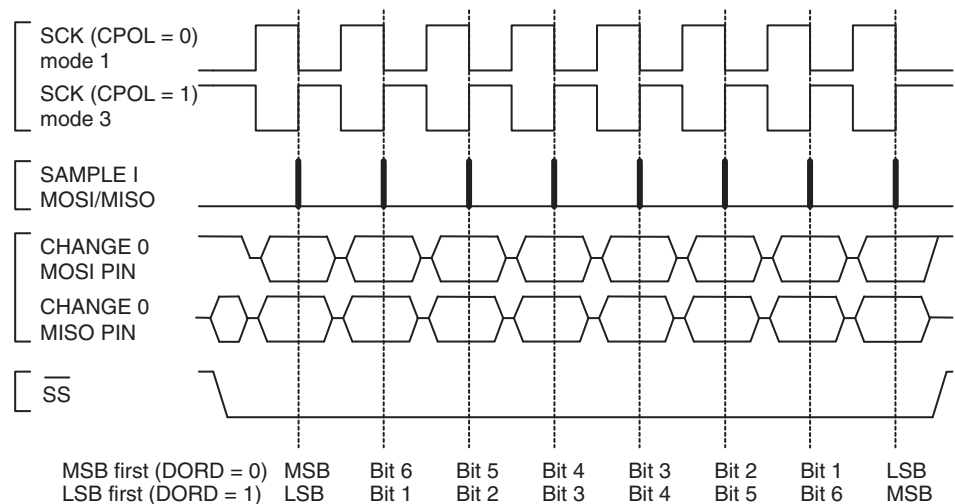 SCK (CPOL = 0)
mode 1
SCK (CPOL = 1)
mode 3
SAMPLE I
MOSI/MISO
CHANGE 0
MOSI PIN
CHANGE 0
MISO PIN
SS
MSB first (DORD = 0) MSB Bit 6 Bit 5 Bit 4 Bit 3 Bit 2 Bit 1 LSB
LSB first (DORD = 1) LSB Bit 1 Bit 2 Bit 3 Bit 4 Bit 5 Bit 6 MSB